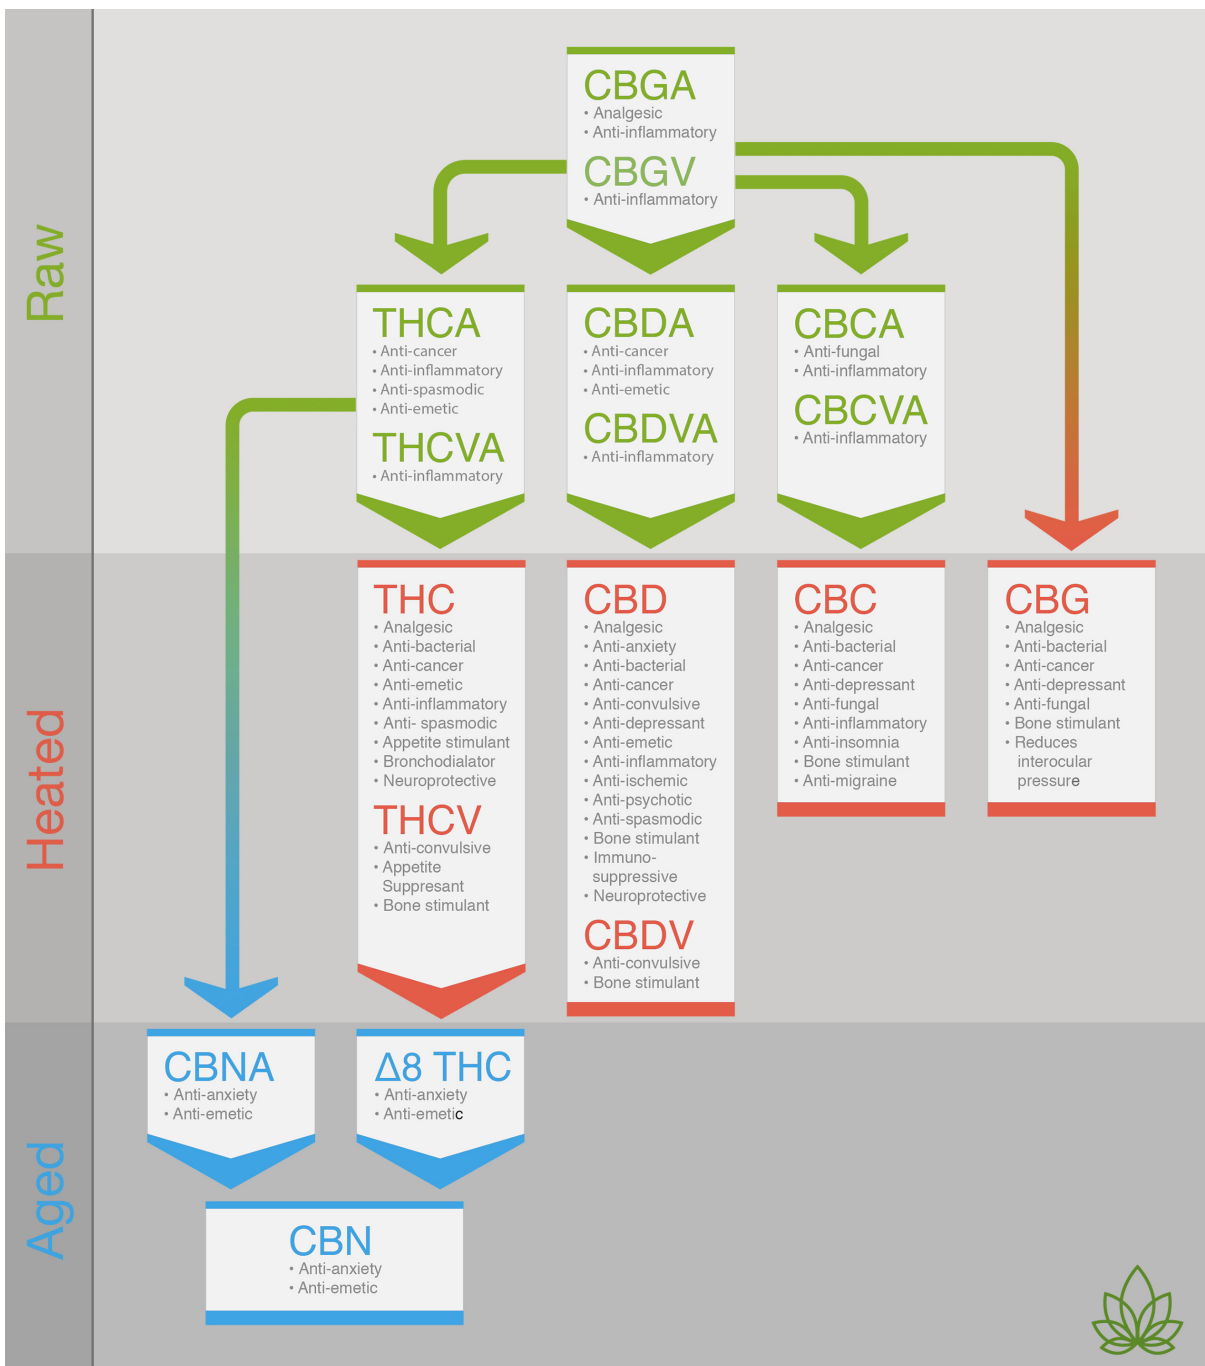 Raw
CBGA
• Analgesic
• Anti-inflammatory
CBGV
• Anti-inflammatory
THCA
• Anti-cancer
• Anti-inflammatory
• Anti-spasmodic
• Anti-emetic
THCVA
• Anti-inflammatory
CBDA
• Anti-cancer
• Anti-inflammatory
• Anti-emetic
CBDVA
• Anti-inflammatory
CBCA
• Anti-fungal
• Anti-inflammatory
CBCVA
• Anti-inflammatory
Heated
THC
• Analgesic
• Anti-bacterial
• Anti-cancer
• Anti-emetic
• Anti-inflammatory
• Anti- spasmodic
• Appetite stimulant
• Bronchodialator
• Neuroprotective
THCV
• Anti-convulsive
• Appetite
Suppresant
• Bone stimulant
CBD
• Analgesic
• Anti-anxiety
• Anti-bacterial
• Anti-cancer
• Anti-convulsive
• Anti-depressant
• Anti-emetic
• Anti-inflammatory
• Anti-ischemic
• Anti-psychotic
• Anti-spasmodic
• Bone stimulant
• Immuno-
suppressive
• Neuroprotective
CBDV
• Anti-convulsive
• Bone stimulant
CBC
• Analgesic
• Anti-bacterial
• Anti-cancer
• Anti-depressant
• Anti-fungal
• Anti-inflammatory
• Anti-insomnia
• Bone stimulant
• Anti-migraine
CBG
• Analgesic
• Anti-bacterial
• Anti-cancer
• Anti-depressant
• Anti-fungal
• Bone stimulant
• Reduces
interocular
pressure
Aged
CBNA
• Anti-anxiety
• Anti-emetic
Δ8 THC
• Anti-anxiety
• Anti-emetic
CBN
• Anti-anxiety
• Anti-emetic